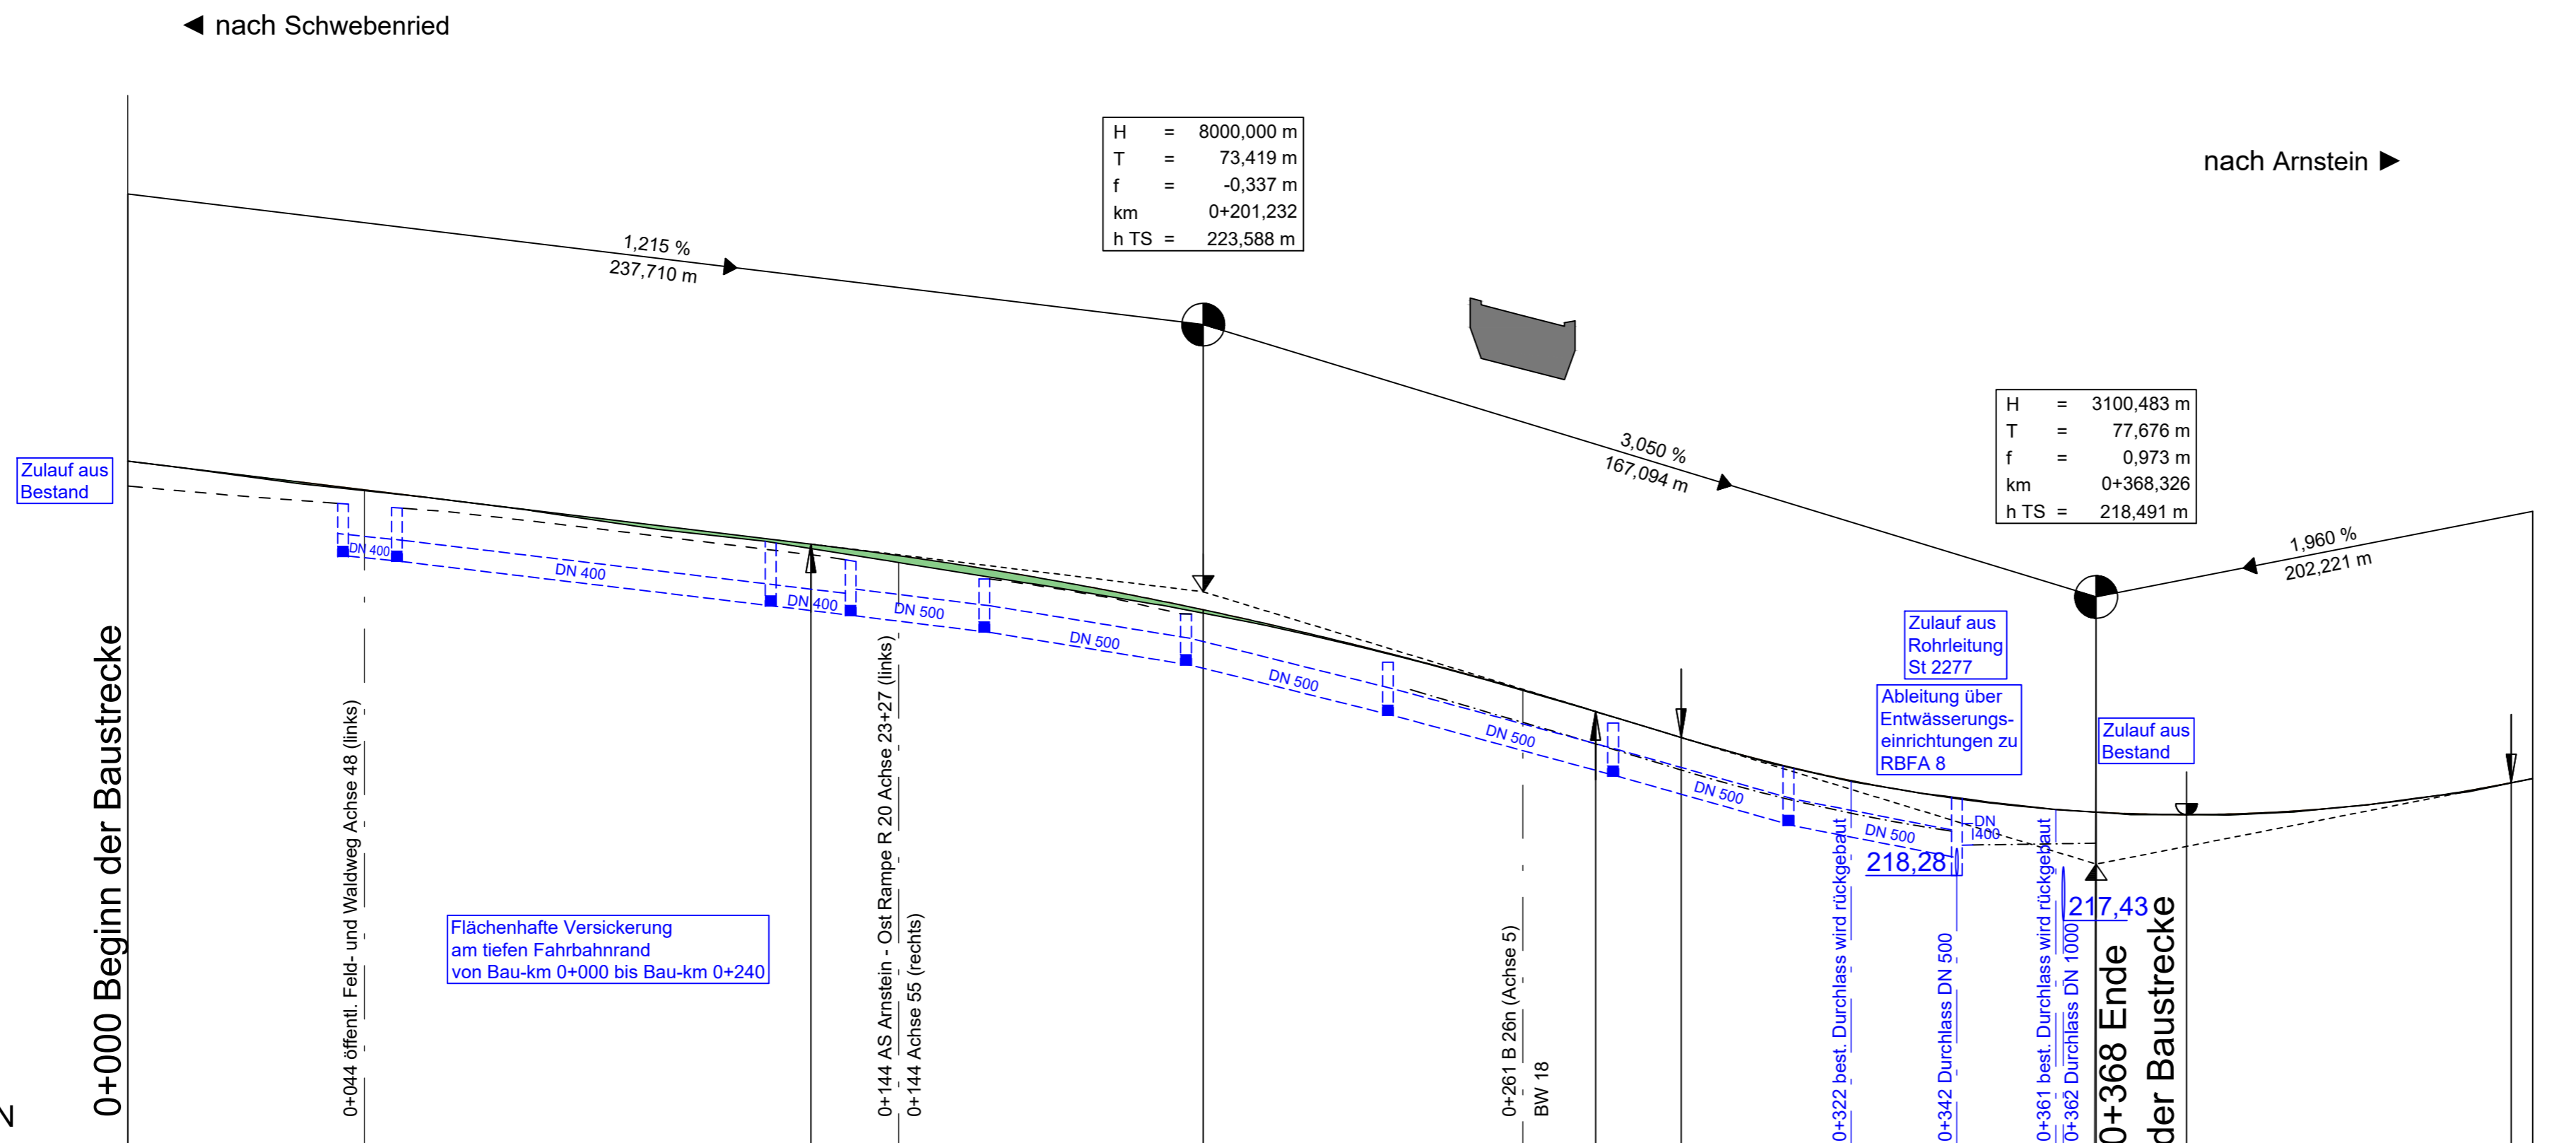 ◄ nach Schwebenried
nach Arnstein ►
H = 8000,000 m
T = 73,419 m
f = -0,337 m
km 0+201,232
h TS = 223,588 m
1,215 %
237,710 m
3,050 %
167,094 m
H = 3100,483 m
T = 77,676 m
f = 0,973 m
km 0+368,326
h TS = 218,491 m
1,960 %
202,221 m
Zulauf aus
Bestand
DN 400
DN 400
DN 400
DN 500
DN 500
DN 500
DN 500
DN 500
DN 500
DN
400
Zulauf aus
Rohrleitung
St 2277
Ableitung über
Entwässerungs-
einrichtungen zu
RBFA 8
Zulauf aus
Bestand
218,28
217,43
Flächenhafte Versickerung
am tiefen Fahrbahnrand
von Bau-km 0+000 bis Bau-km 0+240
0+000 Beginn der Baustrecke
0+044 öffentl. Feld- und Waldweg Achse 48 (links)
0+144 AS Arnstein - Ost Rampe R 20 Achse 23+27 (links)
0+144 Achse 55 (rechts)
0+261 B 26n (Achse 5)
BW 18
0+322 best. Durchlass wird rückgebaut
0+342 Durchlass DN 500
0+361 best. Durchlass wird rückgebaut
0+362 Durchlass DN 1000
0+368 Ende
der Baustrecke